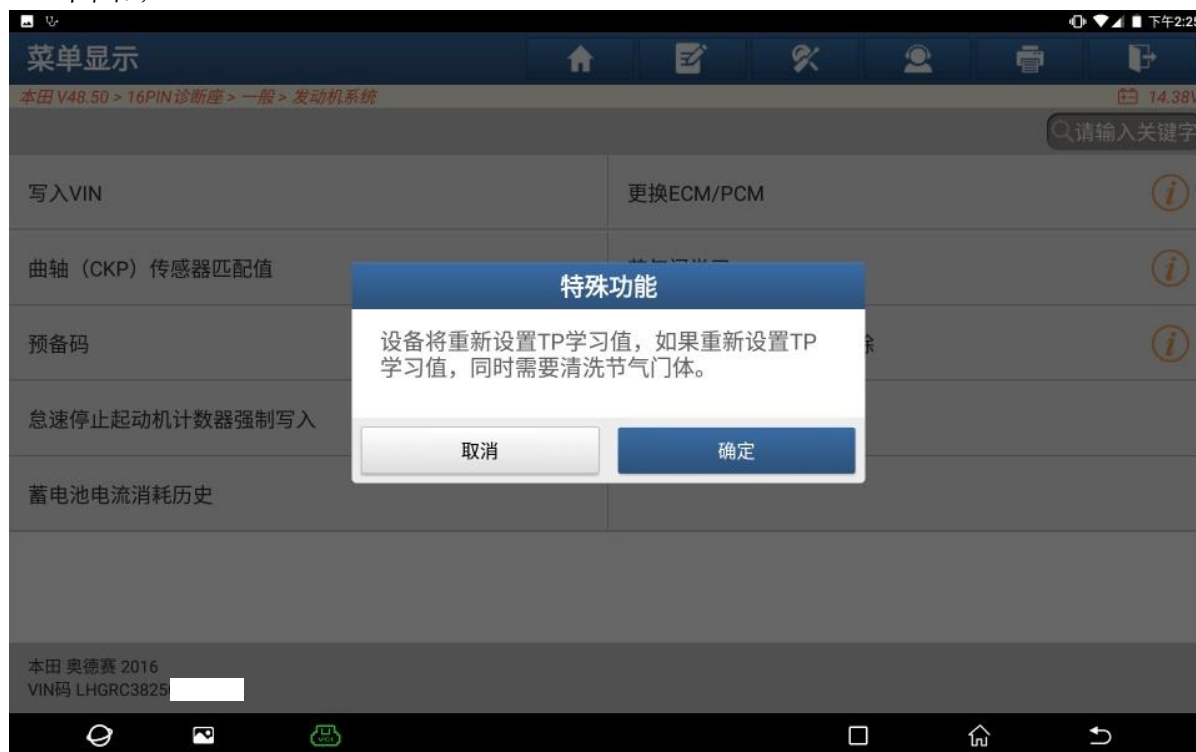 下午2:25
菜单显示
本田 V48.50 > 16PIN诊断座 > 一般 > 发动机系统
14.38V
请输入关键字
写入VIN
更换ECM/PCM
曲轴（CKP）传感器匹配值
特殊功能
设备将重新设置TP学习值，如果重新设置TP
学习值，同时需要清洗节气门体。
预备码
怠速停止起动机计数器强制写入
取消
确定
蓄电池电流消耗历史
本田 奥德赛 2016
VIN码 LHGRC3825